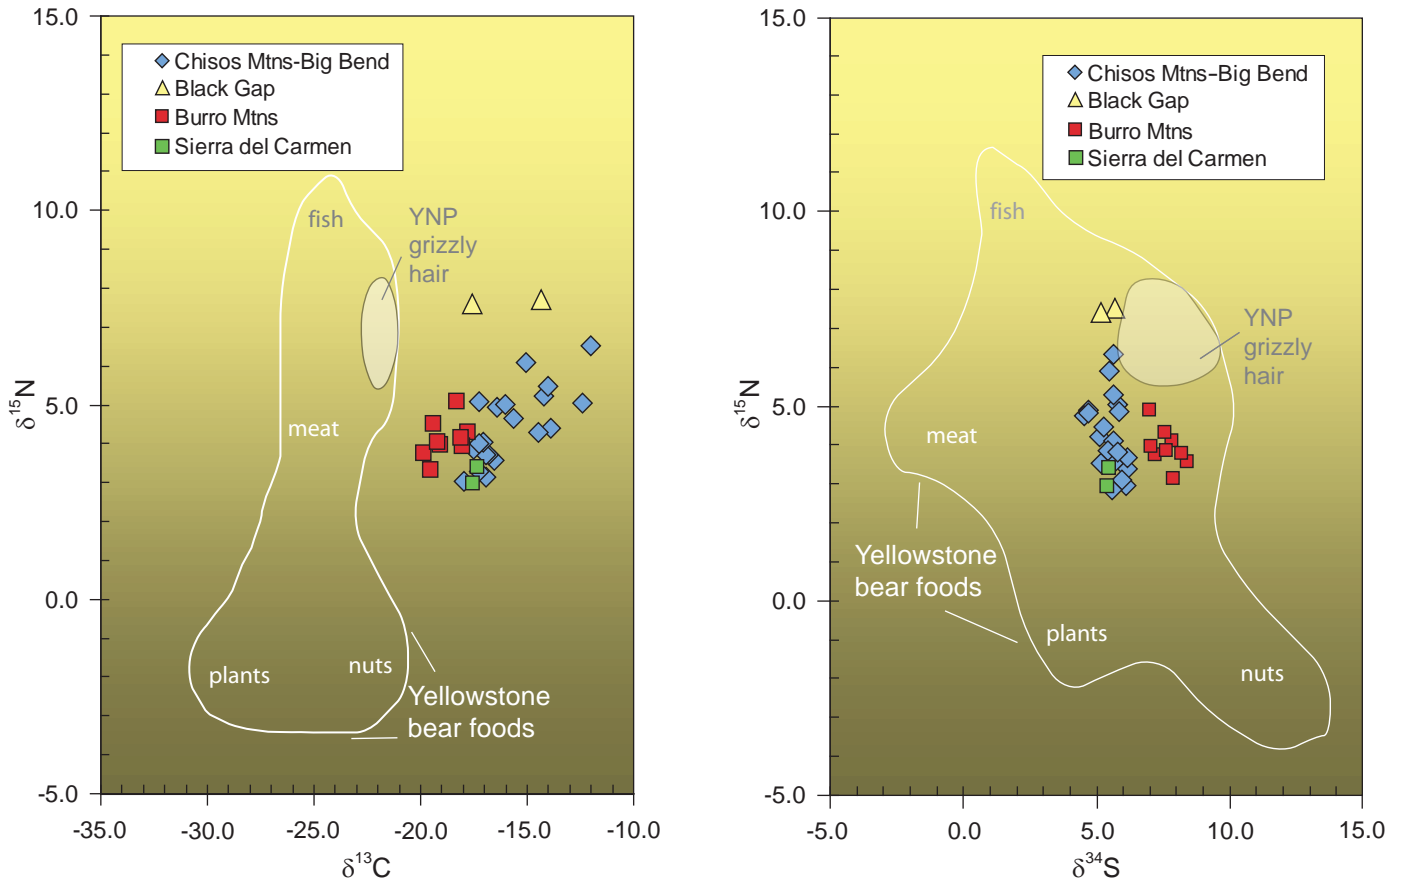 15.0
10.0
5.0
0.0
-5.0
δ15N
-35.0
-30.0
-25.0
-20.0
-15.0
-10.0
δ13C
Chisos Mtns-Big Bend
Black Gap
Burro Mtns
Sierra del Carmen
fish
YNP
grizzly
hair
meat
plants
nuts
Yellowstone
bear foods
15.0
10.0
5.0
0.0
-5.0
δ15N
-5.0
0.0
5.0
10.0
15.0
δ34S
Chisos Mtns-Big Bend
Black Gap
Burro Mtns
Sierra del Carmen
fish
YNP
grizzly
hair
meat
Yellowstone
bear foods
plants
nuts